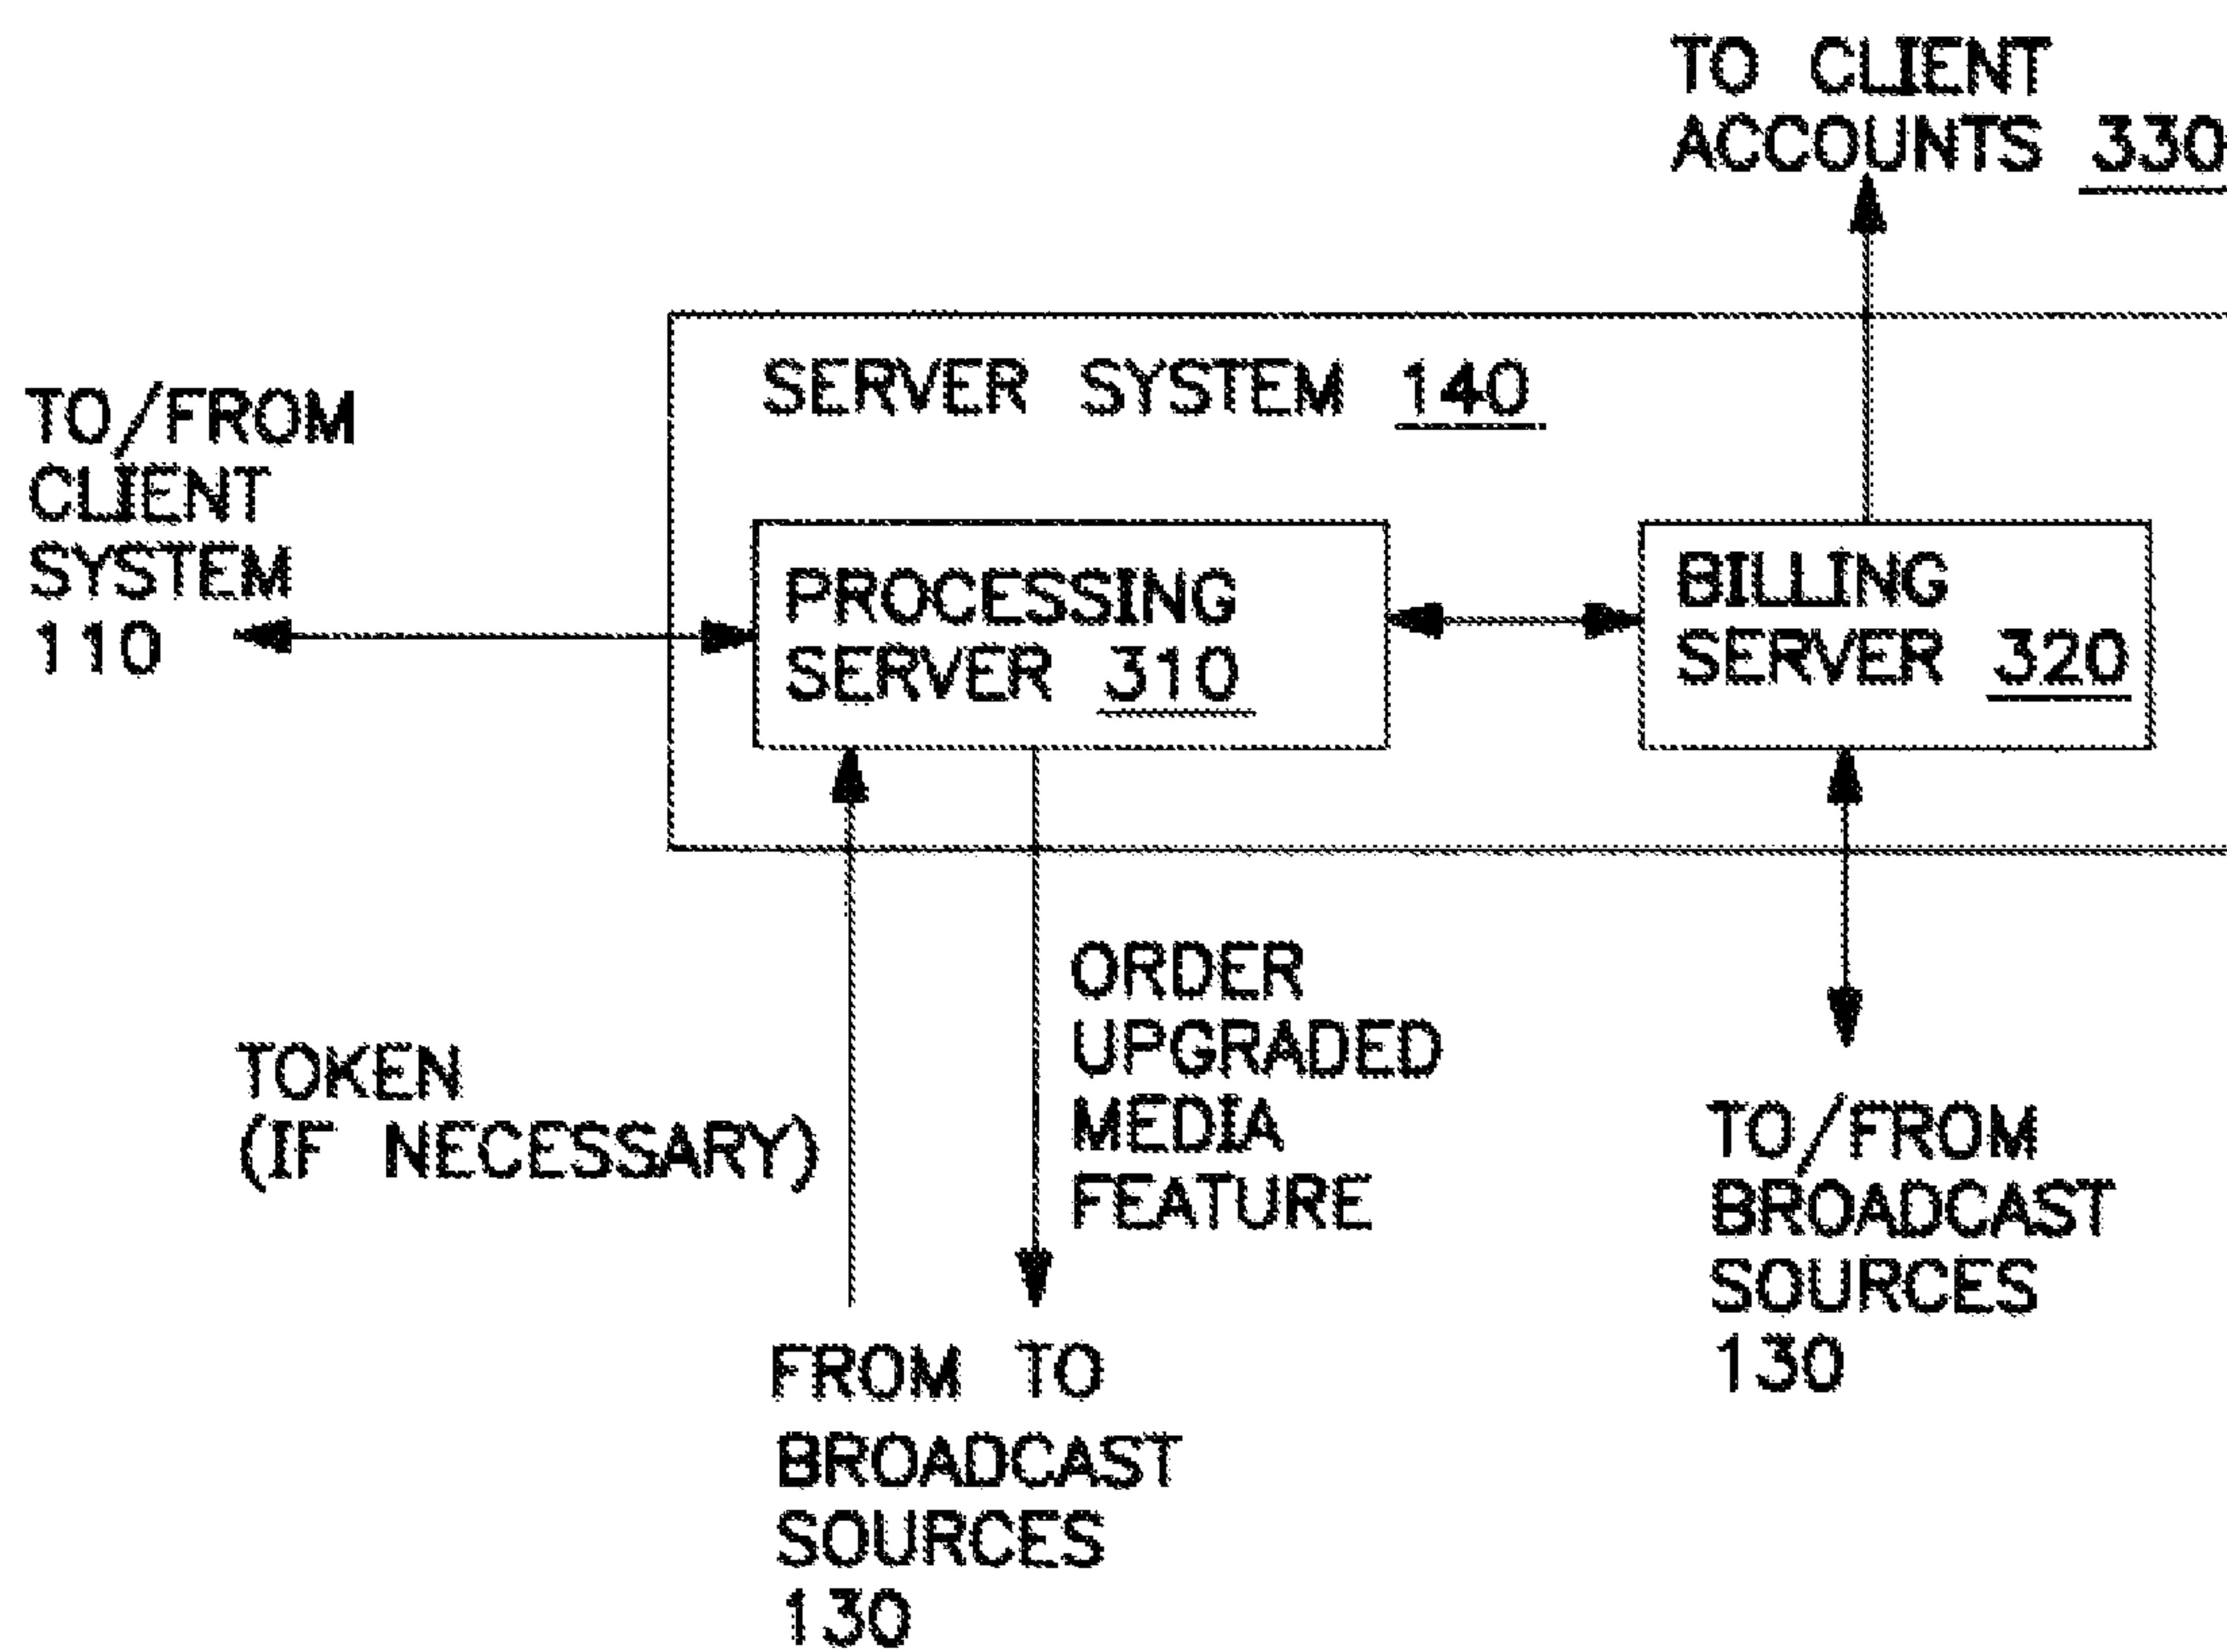 TO CLIENT
ACCOUNTS 330
SERVER SYSTEM 140
TO/FROM
CLIENT
SYSTEM
110
PROCESSING
SERVER 310
BILLING
SERVER 320
TOKEN
(IF NECESSARY)
ORDER
UPGRADED
MEDIA
FEATURE
FROM TO
BROADCAST
SOURCES
130
TO/FROM
BROADCAST
SOURCES
130